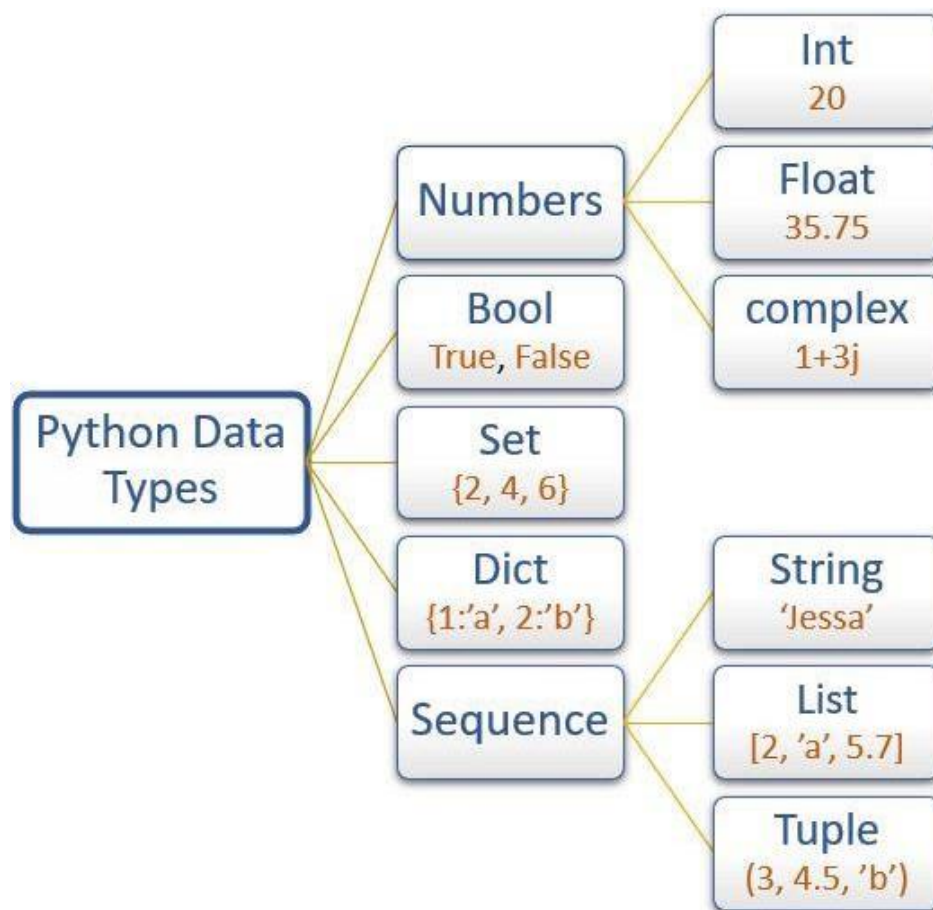 Python Data
Types
Numbers
Int
20
Float
35.75
complex
1+3j
Bool
True, False
Set
{2, 4, 6}
Dict
{1:’a’, 2:’b’}
Sequence
String
‘Jessa’
List
[2, ’a’, 5.7]
Tuple
(3, 4.5, ’b’)